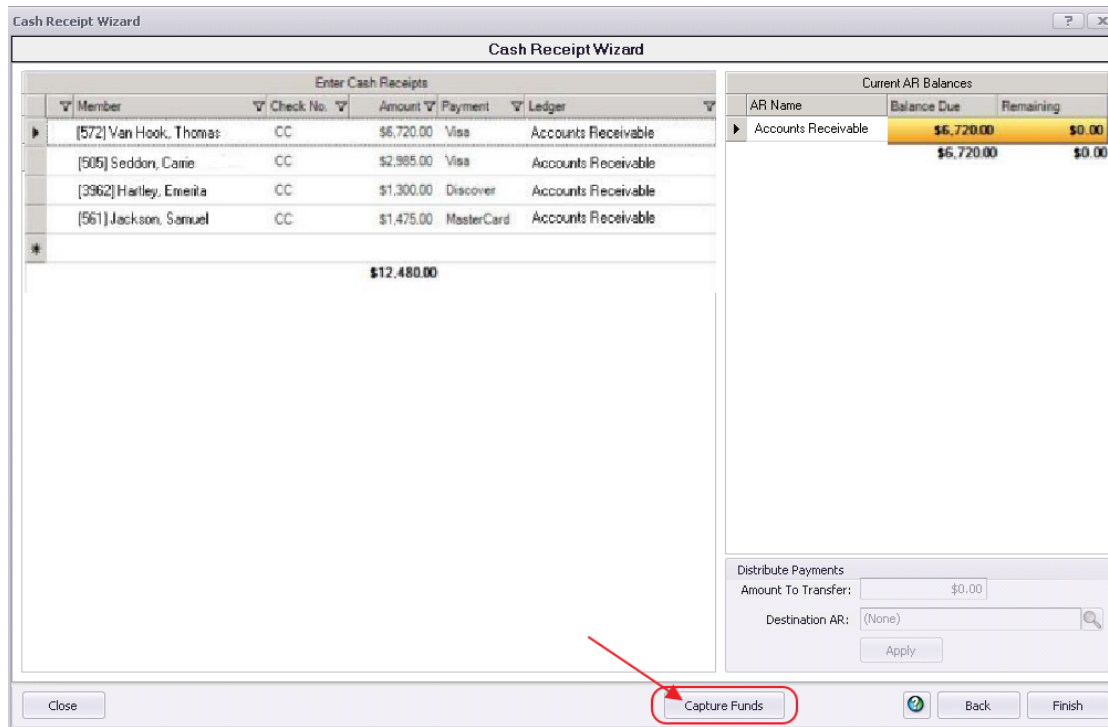 Cash Receipt Wizard
Cash Receipt Wizard
Enter Cash Receipts
Member Check No. Amount Payment Ledger
[572] Van Hook, Thomas CC $6,720.00 Visa Accounts Receivable
[505] Seddon, Carrie CC $2,985.00 Visa Accounts Receivable
[3962] Hartley, Emerita CC $1,300.00 Discover Accounts Receivable
[561] Jackson, Samuel CC $1,475.00 MasterCard Accounts Receivable
$12,480.00
Current AR Balances
AR Name Balance Due Remaining
Accounts Receivable $6,720.00 $0.00
$6,720.00 $0.00
Distribute Payments
Amount To Transfer: $0.00
Destination AR: (None)
Apply
Close Capture Funds Back Finish